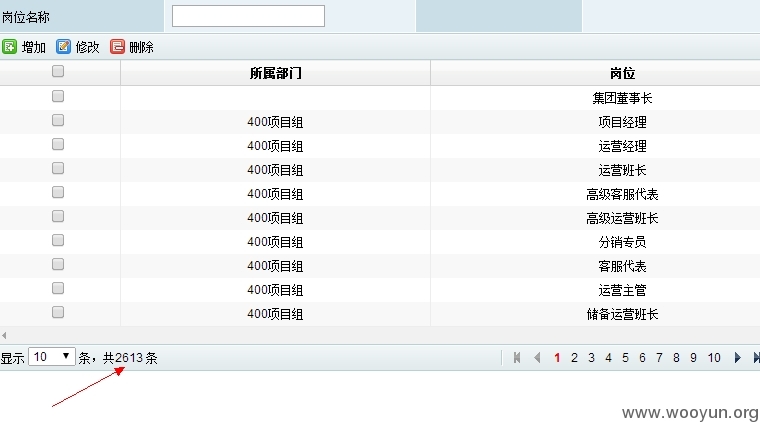 岗位名称
增加 修改 删除
所属部门 岗位
集团董事长
400项目组 项目经理
400项目组 运营经理
400项目组 运营班长
400项目组 高级客服代表
400项目组 高级运营班长
400项目组 分销专员
400项目组 客服代表
400项目组 运营主管
400项目组 储备运营班长
显示 10 条，共2613 条 1 2 3 4 5 6 7 8 9 10
www.wooyun.org